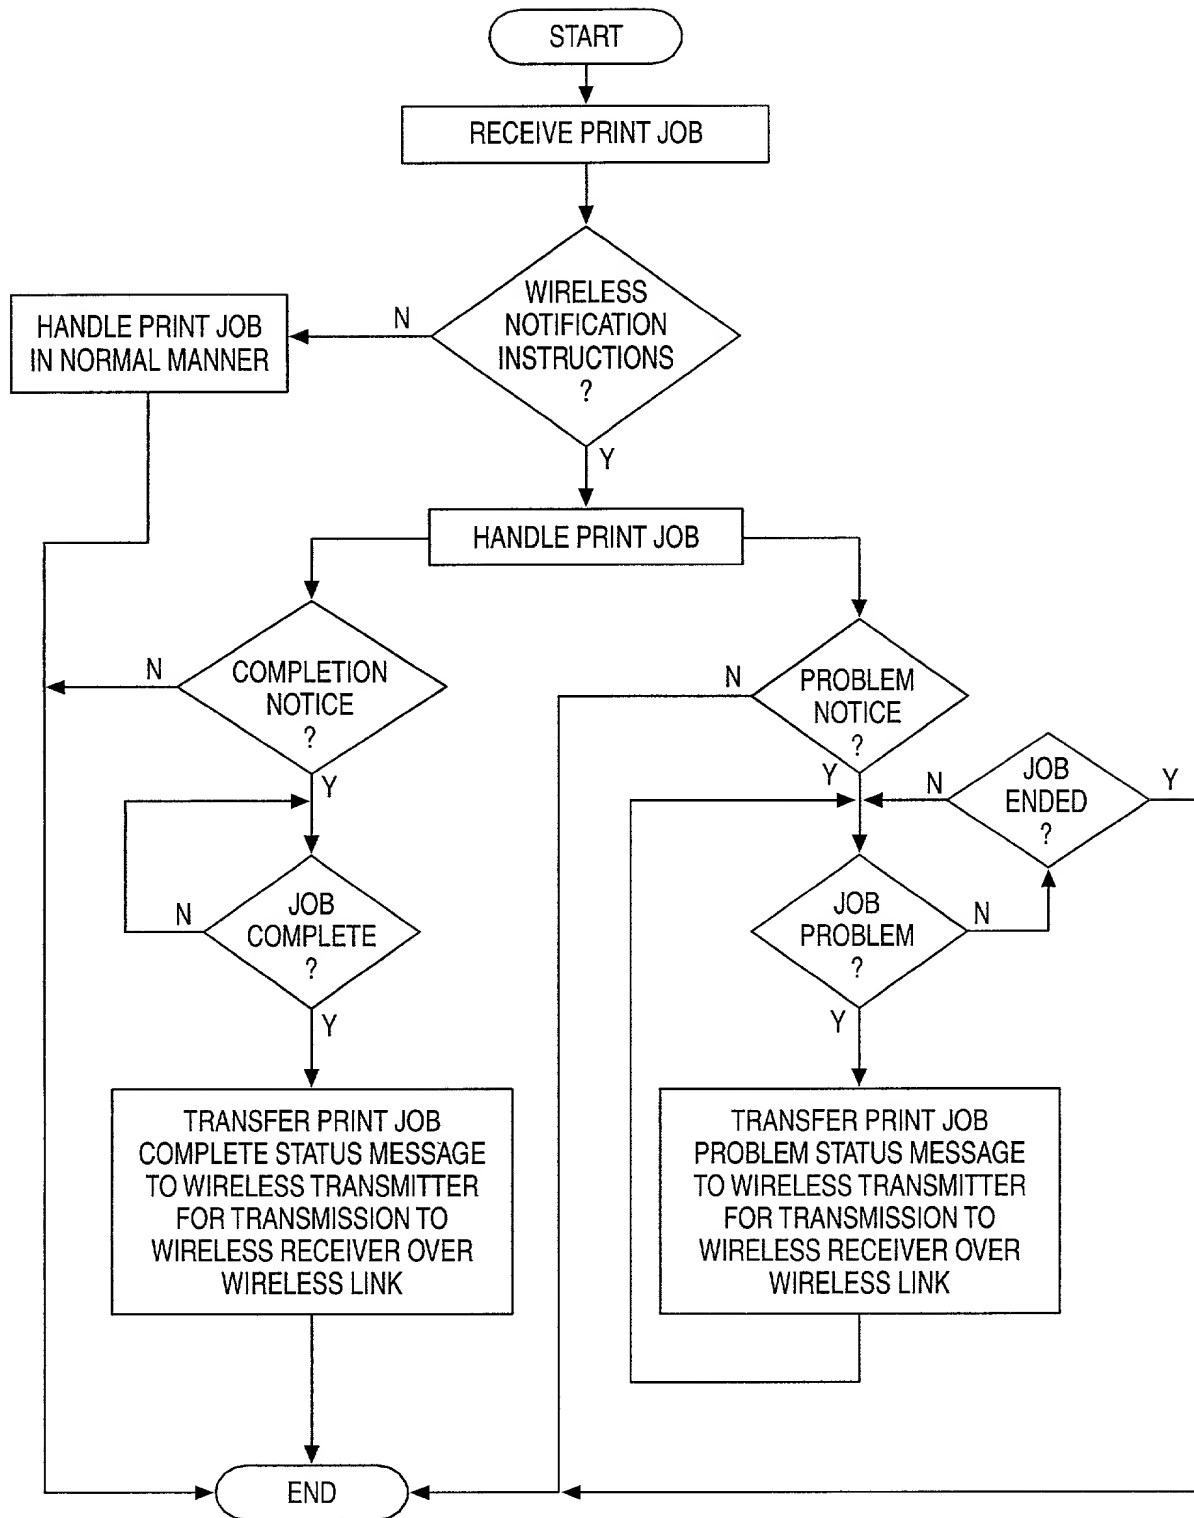 START
RECEIVE PRINT JOB
WIRELESS
NOTIFICATION
INSTRUCTIONS
?
N
HANDLE PRINT JOB
IN NORMAL MANNER
Y
HANDLE PRINT JOB
COMPLETION
NOTICE
?
N
Y
PROBLEM
NOTICE
?
N
Y
JOB
ENDED
?
N
Y
JOB
COMPLETE
?
N
Y
JOB
PROBLEM
?
N
Y
TRANSFER PRINT JOB
COMPLETE STATUS MESSAGE
TO WIRELESS TRANSMITTER
FOR TRANSMISSION TO
WIRELESS RECEIVER OVER
WIRELESS LINK
TRANSFER PRINT JOB
PROBLEM STATUS MESSAGE
TO WIRELESS TRANSMITTER
FOR TRANSMISSION TO
WIRELESS RECEIVER OVER
WIRELESS LINK
END